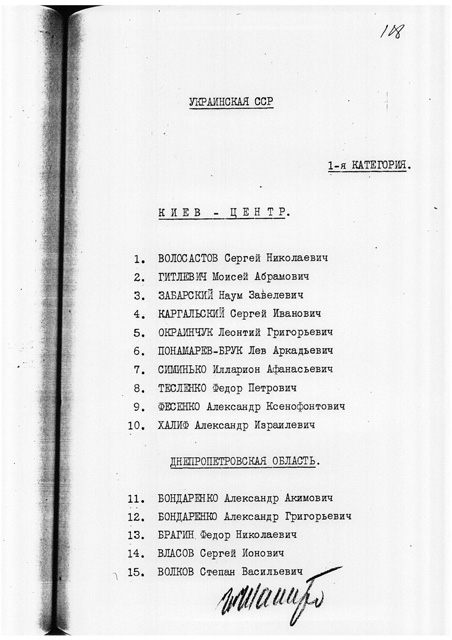 108
УКРАИНСКАЯ ССР
1-я КАТЕГОРИЯ.
КИЕВ - ЦЕНТР.
1. ВОЛОСАСТОВ Сергей Николаевич
2. ГИТЛЕВИЧ Моисей Абрамович
3. ЗАБАРСКИЙ Наум Завелевич
4. КАРГАЛЬСКИЙ Сергей Иванович
5. ОКРАИНЧУК Леонтий Григорьевич
6. ПОНАМАРЕВ-БРУК Лев Аркадьевич
7. СИМИНЬКО Илларион Афанасьевич
8. ТЕСЛЕНКО Федор Петрович
9. ФЕСЕНКО Александр Ксенофонтович
10. ХАЛИФ Александр Израилевич
ДНЕПРОПЕТРОВСКАЯ ОБЛАСТЬ.
11. БОНДАРЕНКО Александр Акимович
12. БОНДАРЕНКО Александр Григорьевич
13. БРАГИН Федор Николаевич
14. ВЛАСОВ Сергей Ионович
15. ВОЛКОВ Степан Васильевич